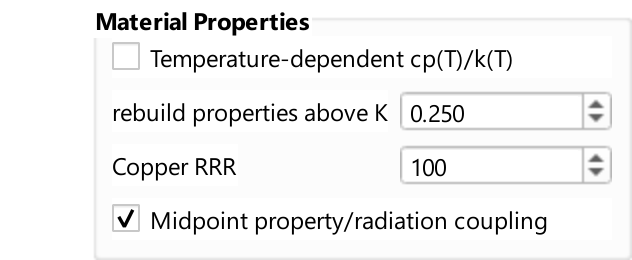 Material Properties
Temperature-dependent cp(T)/k(T)
rebuild properties above K 0.250
Copper RRR 100
Midpoint property/radiation coupling